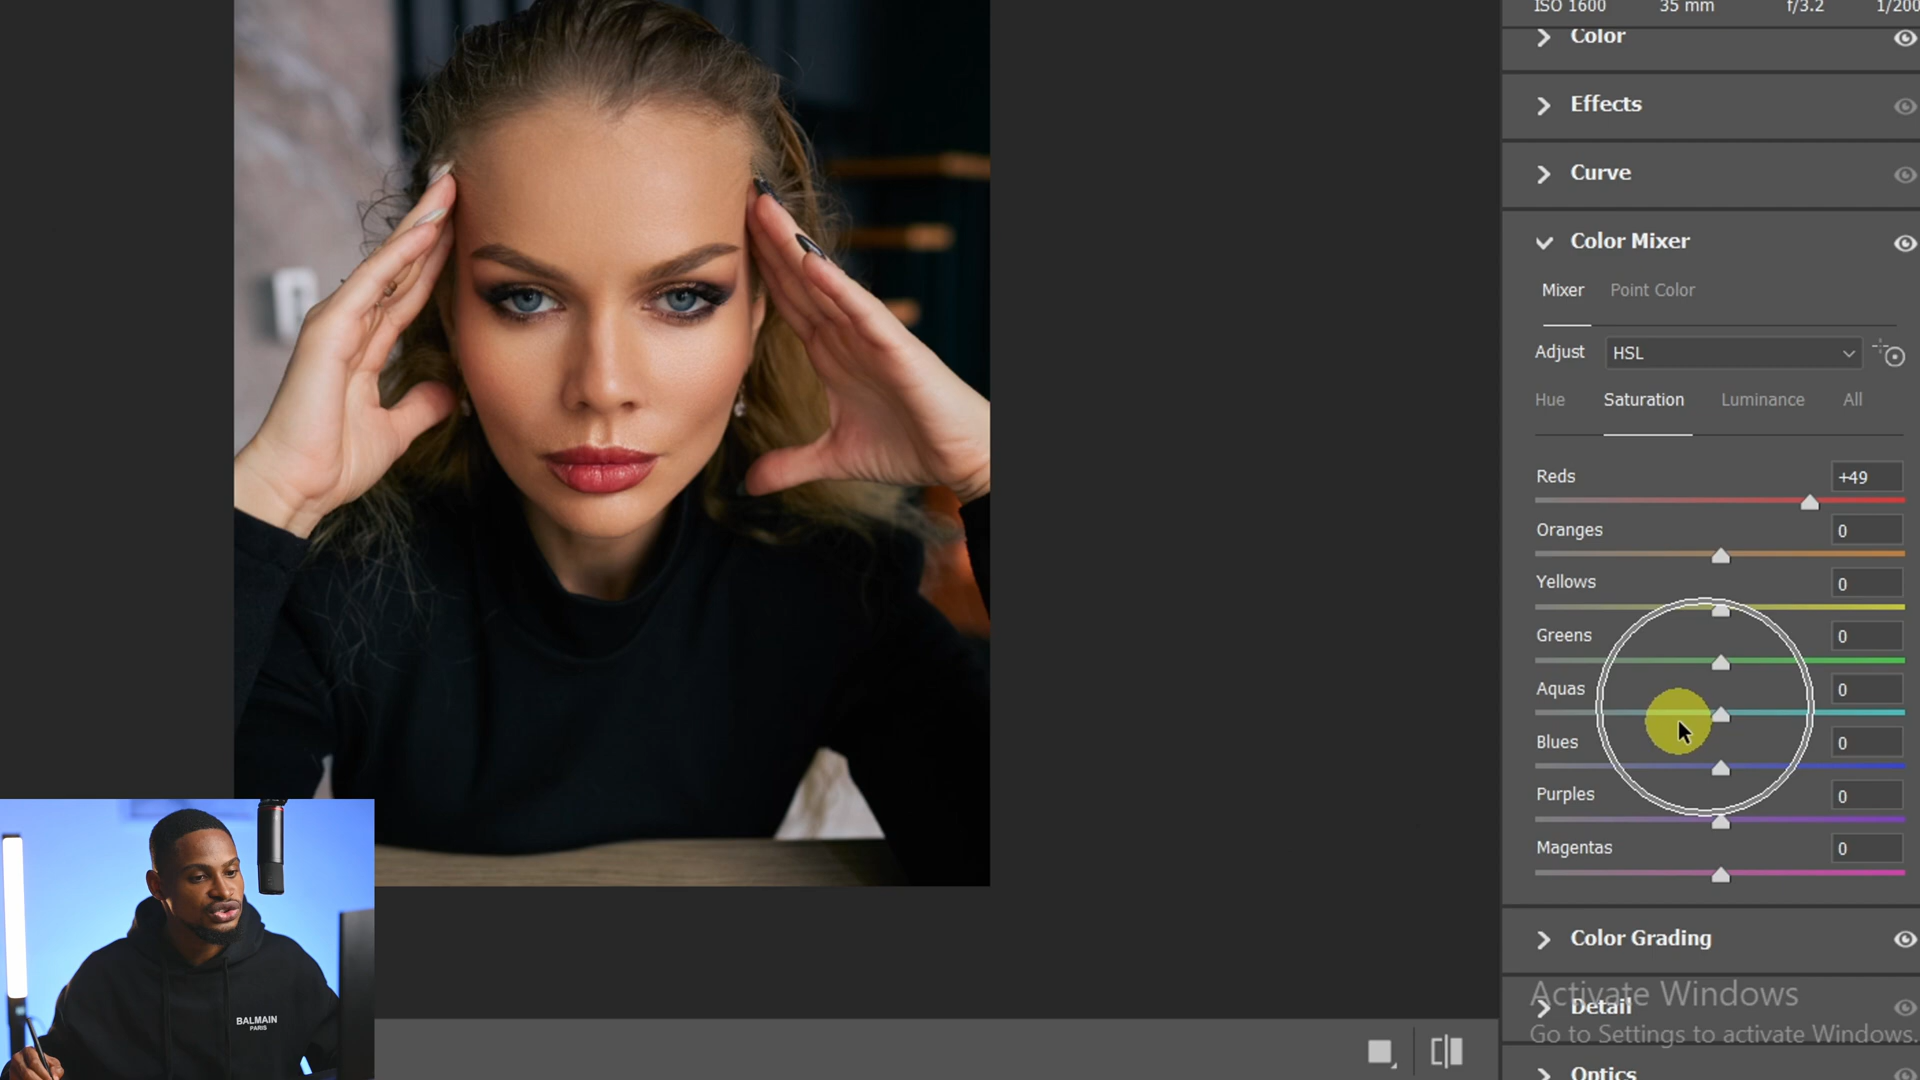 ISO 1600 35 mm f/3.2 1/200
Color
Effects
Curve
Color Mixer
Mixer Point Color
Adjust HSL
Hue Saturation Luminance All
Reds +49
Oranges 0
Yellows 0
Greens 0
Aquas 0
Blues 0
Purples 0
Magentas 0
Color Grading
Activate Windows
Detail
Go to Settings to activate Windows.
Optics
BALMAIN
PARIS